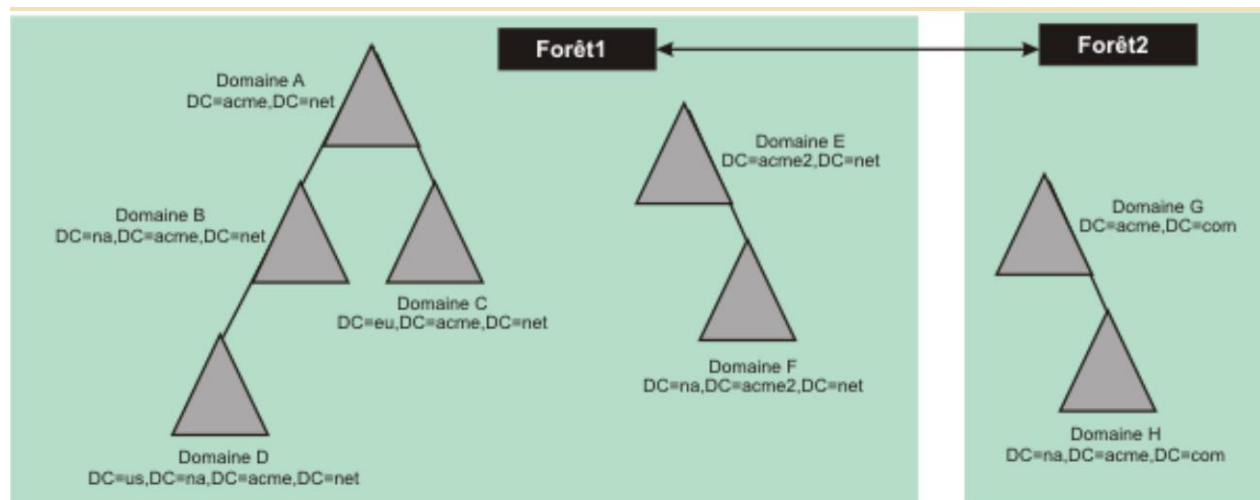 Forêt1
Forêt2
Domaine A
DC=acme,DC=net
Domaine B
DC=na,DC=acme,DC=net
Domaine C
DC=eu,DC=acme,DC=net
Domaine D
DC=us,DC=na,DC=acme,DC=net
Domaine E
DC=acme2,DC=net
Domaine F
DC=na,DC=acme2,DC=net
Domaine G
DC=acme,DC=com
Domaine H
DC=na,DC=acme,DC=com